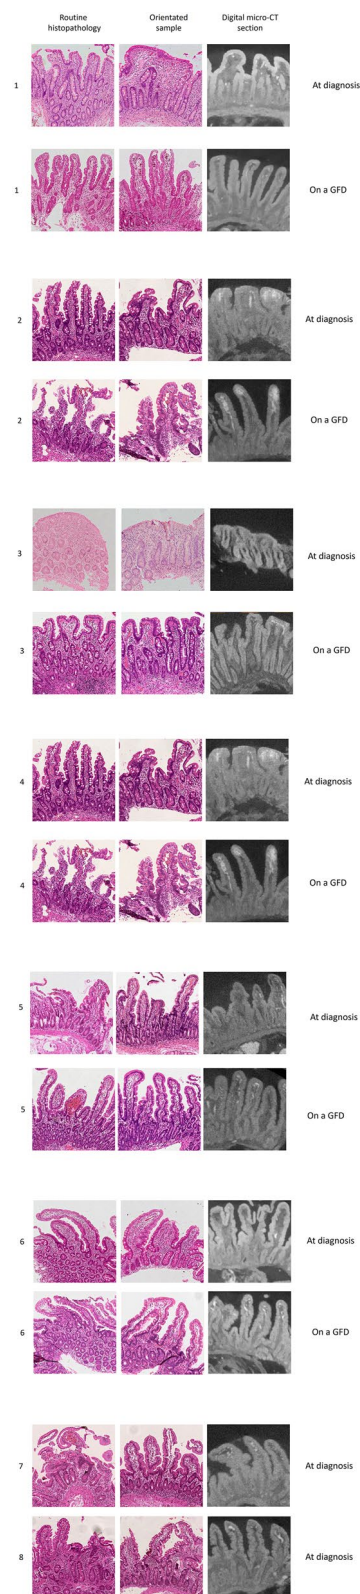 Routine histopathology
Orientated sample
Digital micro-CT section
1 At diagnosis
1 On a GFD
2 At diagnosis
2 On a GFD
3 At diagnosis
3 On a GFD
4 At diagnosis
4 On a GFD
5 At diagnosis
5 On a GFD
6 At diagnosis
6 On a GFD
7 At diagnosis
8 At diagnosis